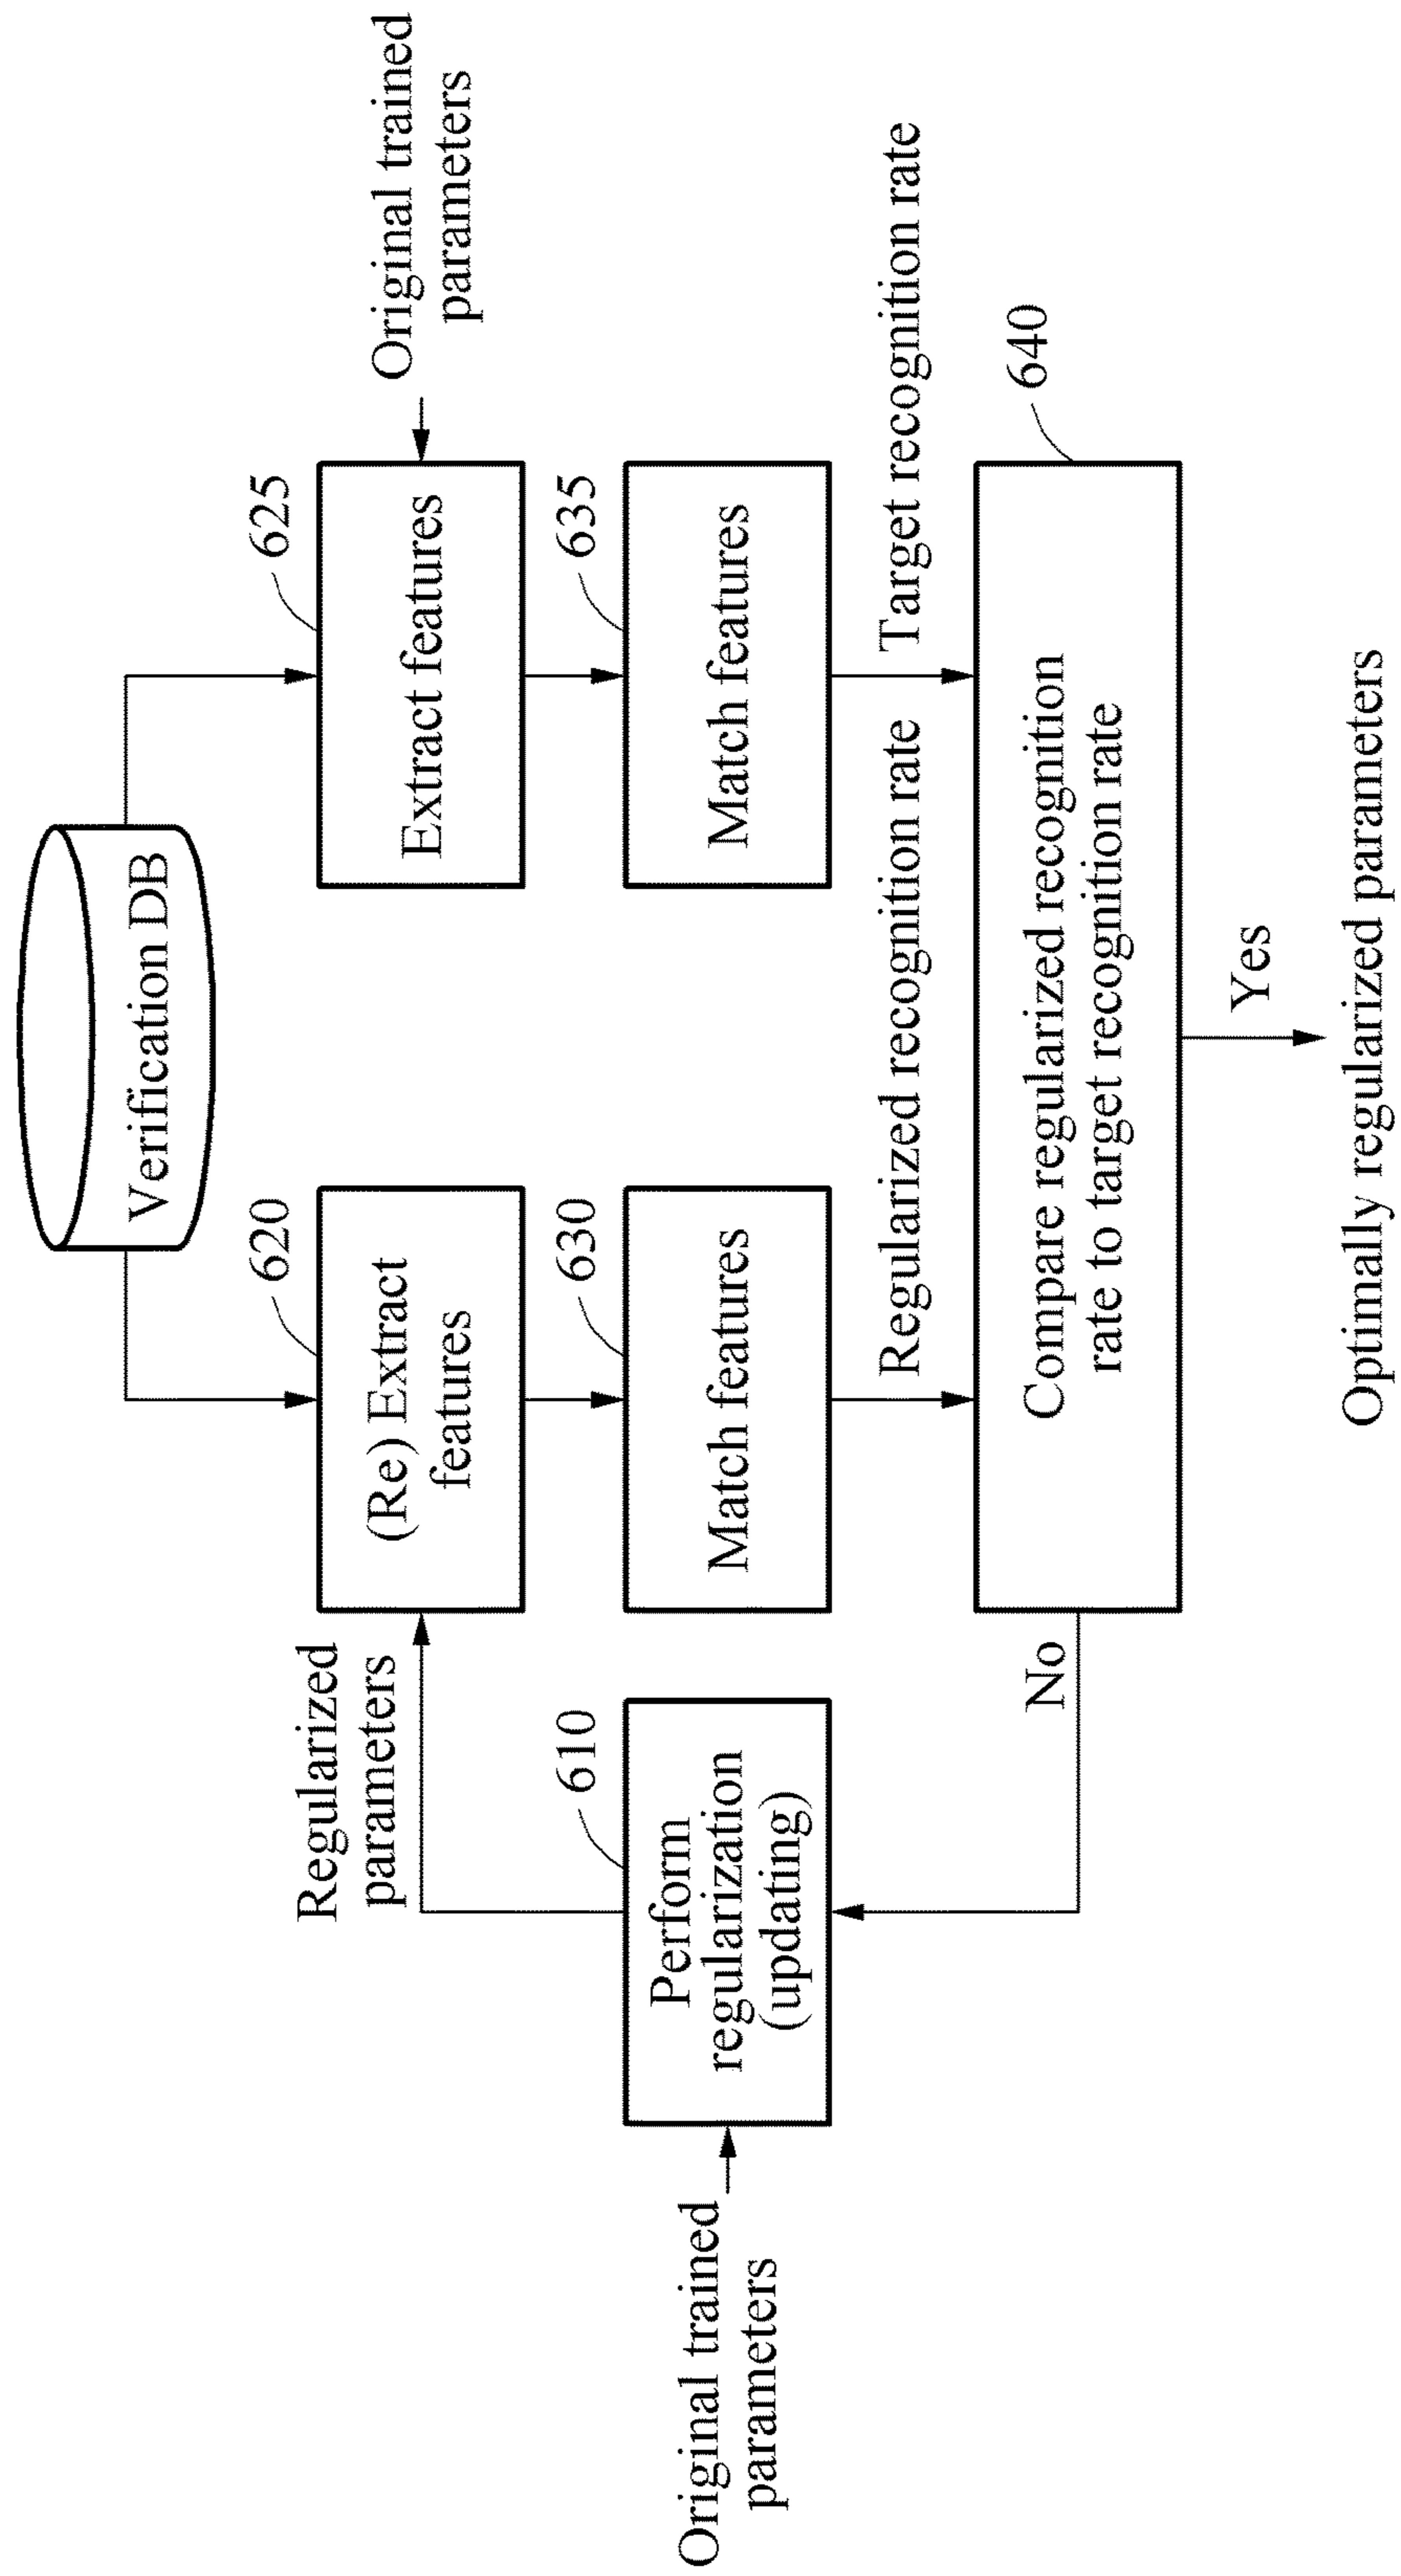 Verification DB
Original trained
parameters
Regularized
parameters
620
(Re) Extract
features
625
Extract features
Original trained
parameters
610
Perform
regularization
(updating)
630
Match features
635
Match features
Regularized recognition rate
Target recognition rate
No
Compare regularized recognition
rate to target recognition rate
640
Yes
Optimally regularized parameters